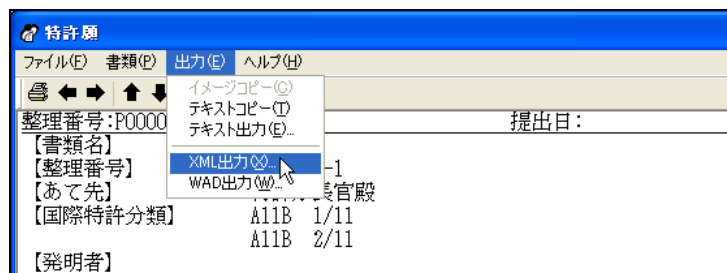 特許願
ファイル(F) 書類(P) 出力(E) ヘルプ(H)
イメージコピー(C)
テキストコピー(T)
テキスト出力(E)...
XML出力(X)...
WAD出力(W)...
整理番号:P0000 提出日:
【書類名】
【整理番号】 -1
【あて先】 長官殿
【国際特許分類】 A11B 1/11
A11B 2/11
【発明者】